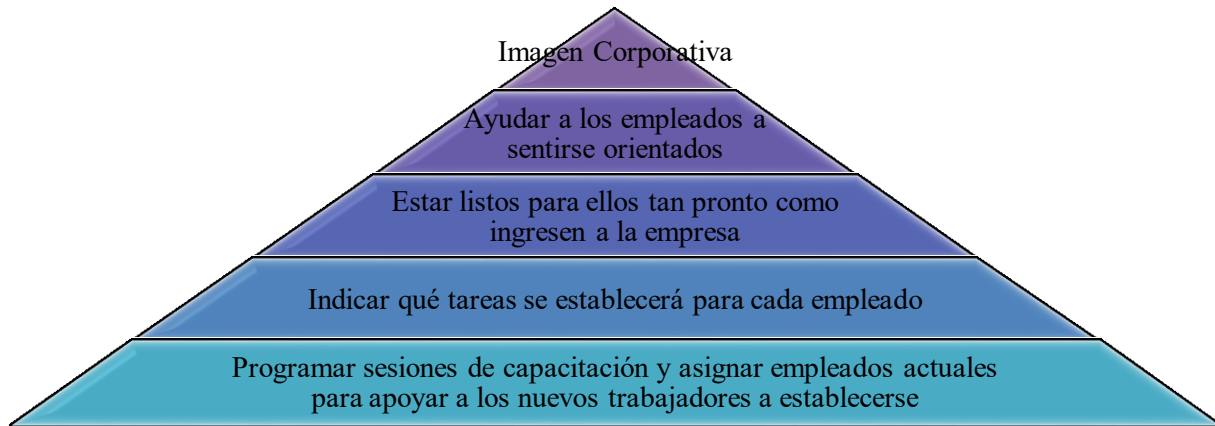 Imagen Corporativa
Ayudar a los empleados a
sentirse orientados
Estar listos para ellos tan pronto como
ingresen a la empresa
Indicar qué tareas se establecerá para cada empleado
Programar sesiones de capacitación y asignar empleados actuales
para apoyar a los nuevos trabajadores a establecerse